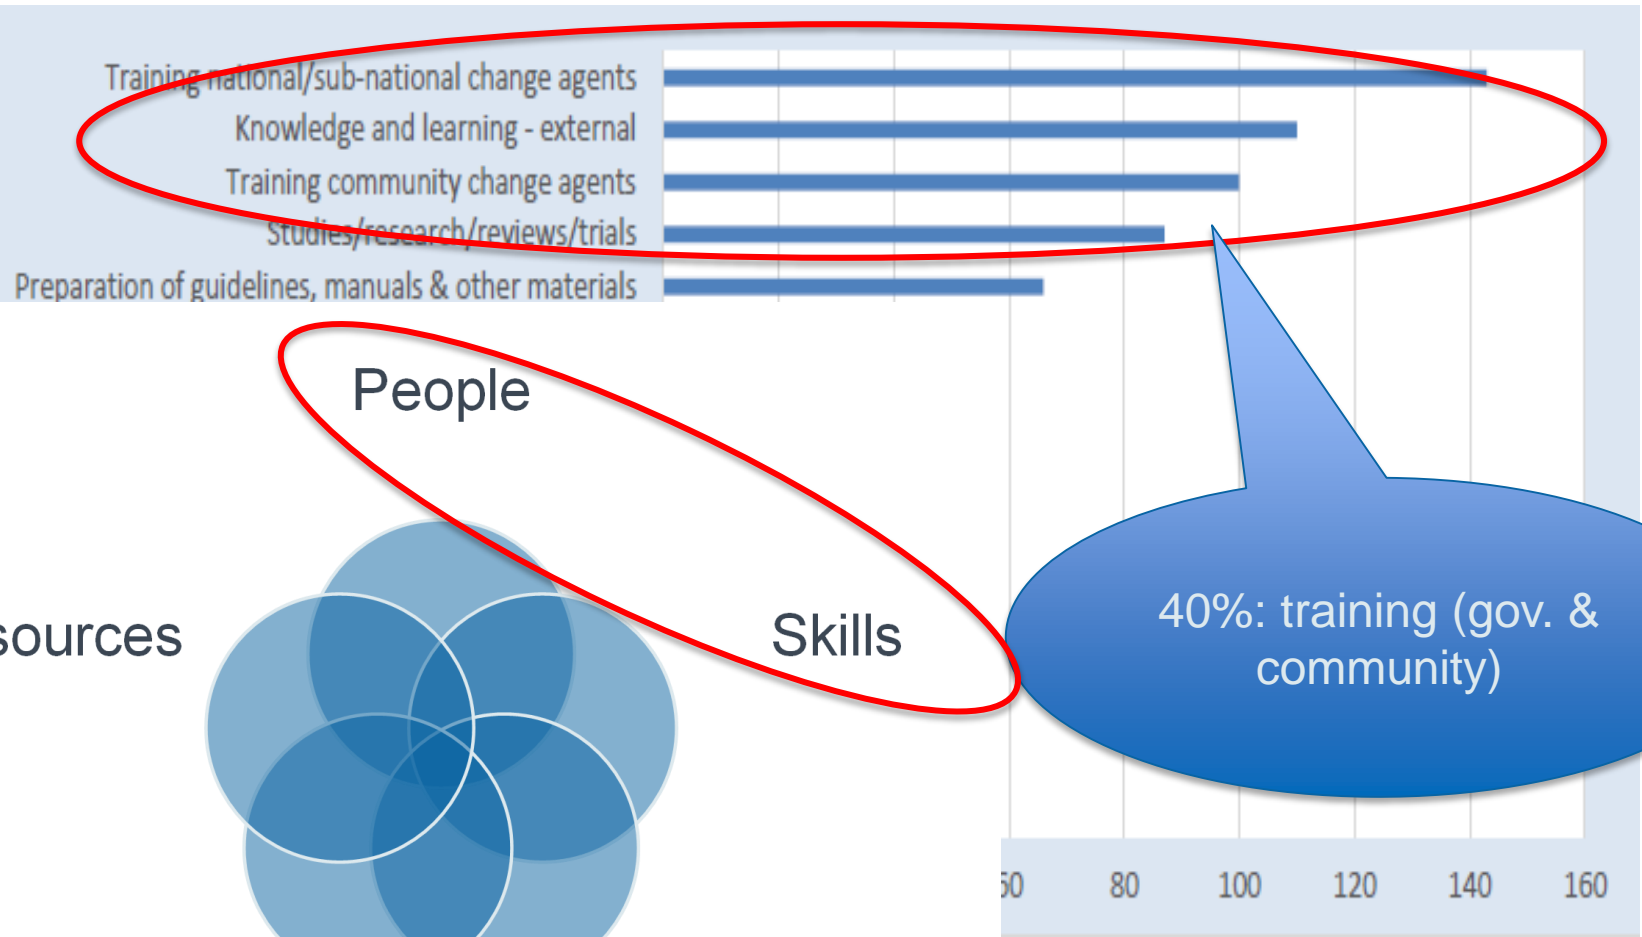 Training national/sub-national change agents
Knowledge and learning - external
Training community change agents
Studies/research/reviews/trials
Preparation of guidelines, manuals & other materials
People
sources
Skills
40%: training (gov. &
community)
60 80 100 120 140 160